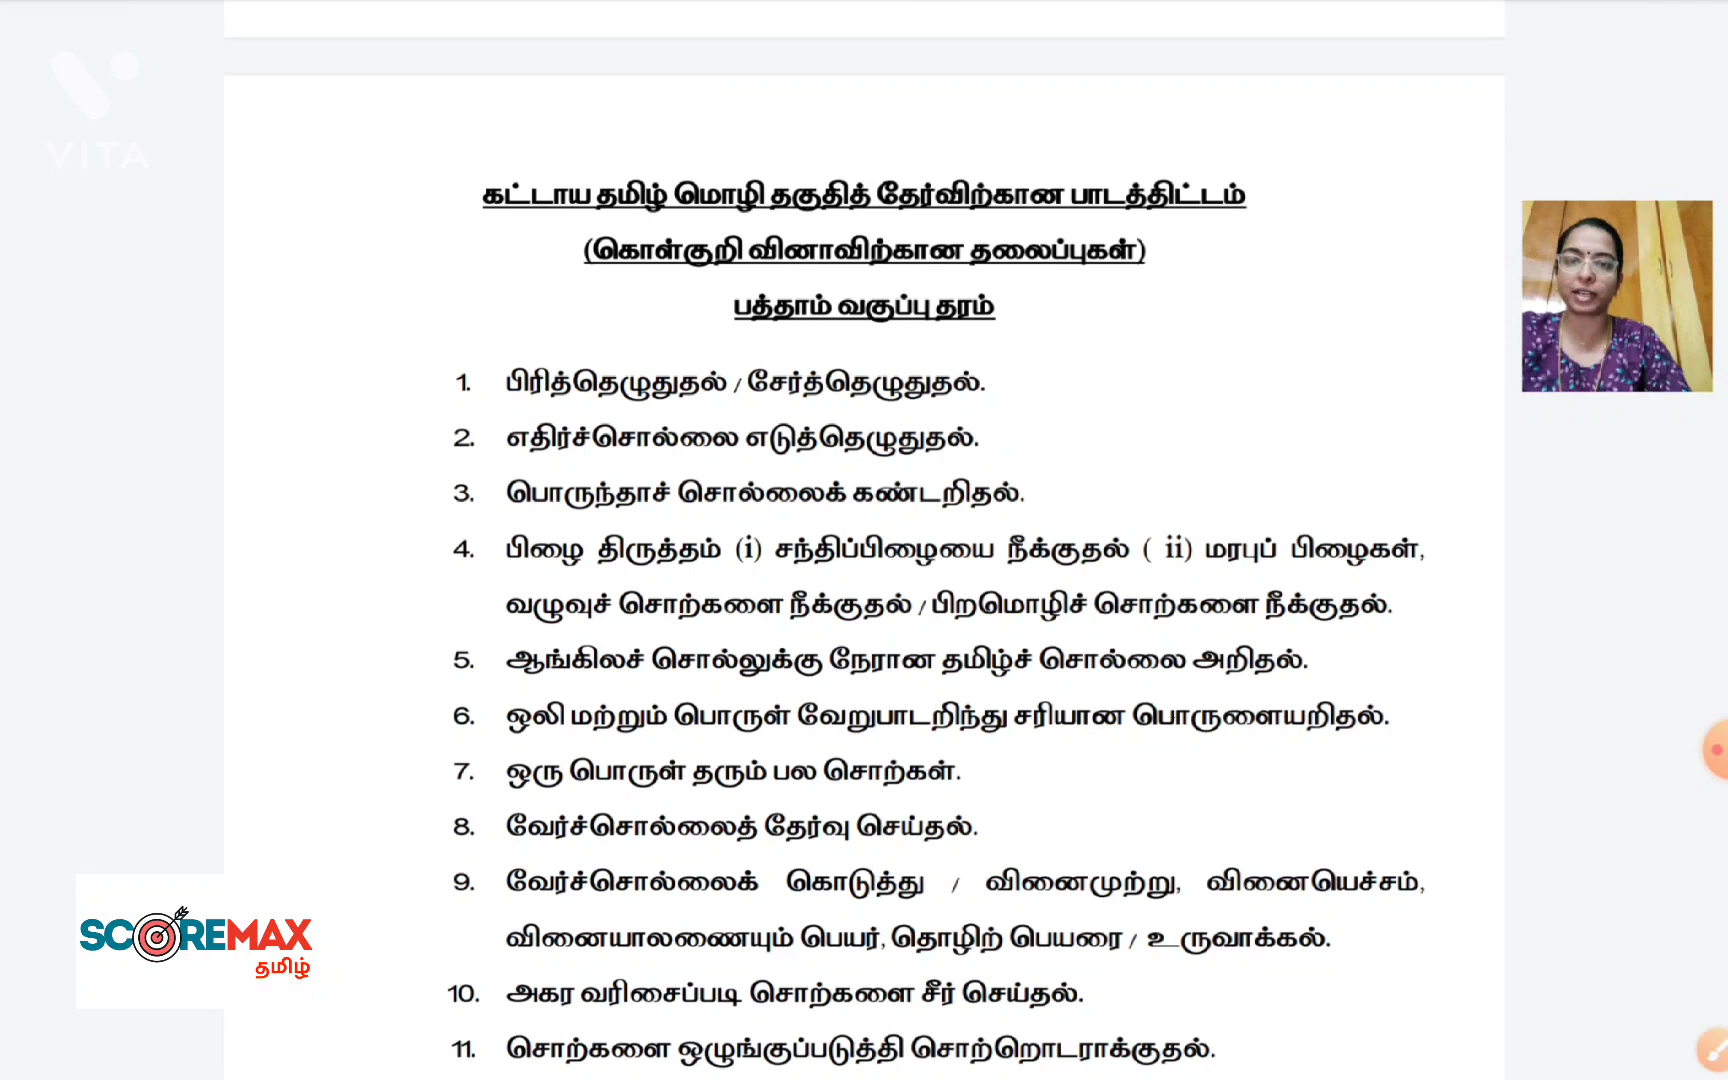 VITA
கட்டாய தமிழ் மொழி தகுதித் தேர்விற்கான பாடத்திட்டம்
(கொள்குறி வினாவிற்கான தலைப்புகள்)
பத்தாம் வகுப்பு தரம்
1. பிரித்தெழுதுதல் / சேர்த்தெழுதுதல்.
2. எதிர்ச்சொல்லை எடுத்தெழுதுதல்.
3. பொருந்தாச் சொல்லைக் கண்டறிதல்.
4. பிழை திருத்தம் (i) சந்திப்பிழையை நீக்குதல் ( ii) மரபுப் பிழைகள்,
வழுவுச் சொற்களை நீக்குதல் / பிறமொழிச் சொற்களை நீக்குதல்.
5. ஆங்கிலச் சொல்லுக்கு நேரான தமிழ்ச் சொல்லை அறிதல்.
6. ஒலி மற்றும் பொருள் வேறுபாடறிந்து சரியான பொருளையறிதல்.
7. ஒரு பொருள் தரும் பல சொற்கள்.
8. வேர்ச்சொல்லைத் தேர்வு செய்தல்.
9. வேர்ச்சொல்லைக் கொடுத்து / வினைமுற்று, வினையெச்சம்,
வினையாலணையும் பெயர், தொழிற் பெயரை / உருவாக்கல்.
10. அகர வரிசைப்படி சொற்களை சீர் செய்தல்.
11. சொற்களை ஒழுங்குப்படுத்தி சொற்றொடராக்குதல்.
SCOREMAX
தமிழ்